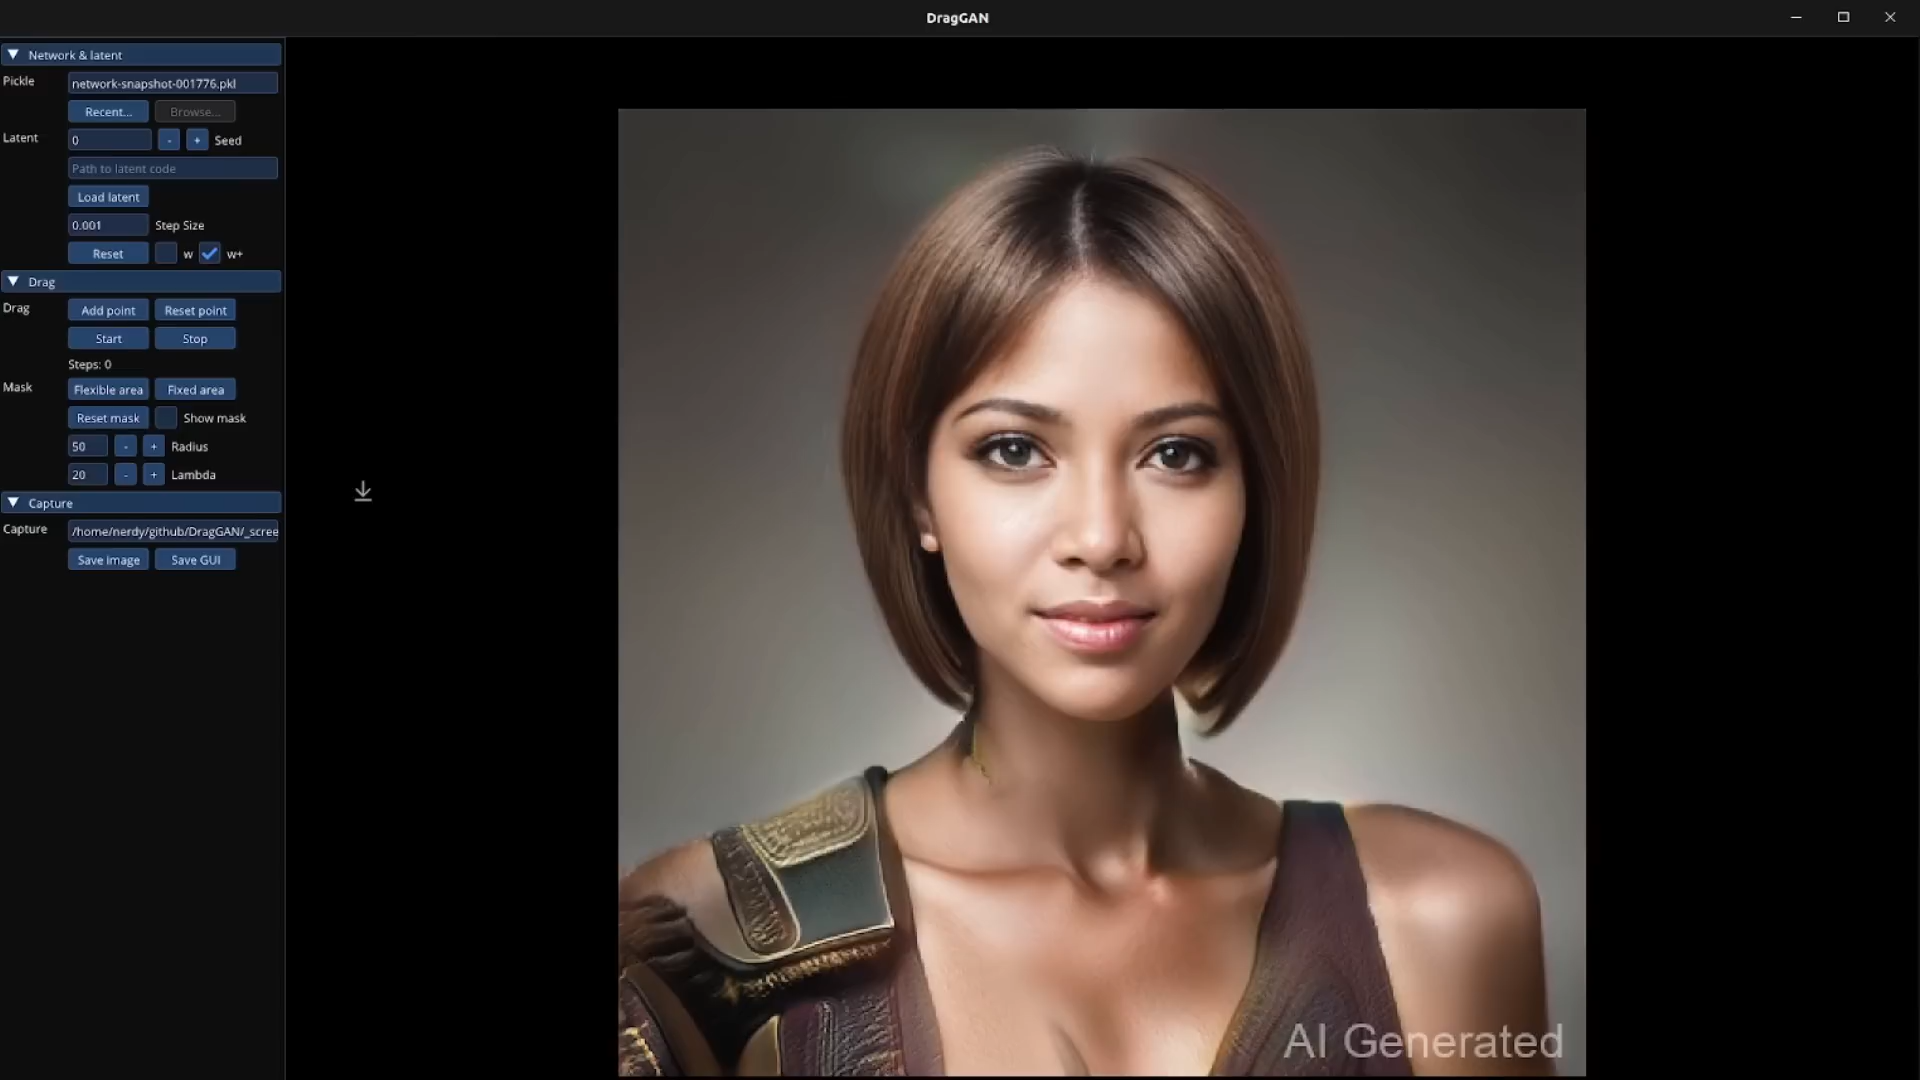 DragGAN
Network & latent
Pickle network-snapshot-001776.pkl
Recent... Browse...
Latent 0 - + Seed
Path to latent code
Load latent
0.001 Step Size
Reset w w+
Drag
Drag Add point Reset point
Start Stop
Steps: 0
Mask Flexible area Fixed area
Reset mask Show mask
50 - + Radius
20 - + Lambda
Capture
Capture /home/nerdy/github/DragGAN/_scree
Save image Save GUI
AI Generated